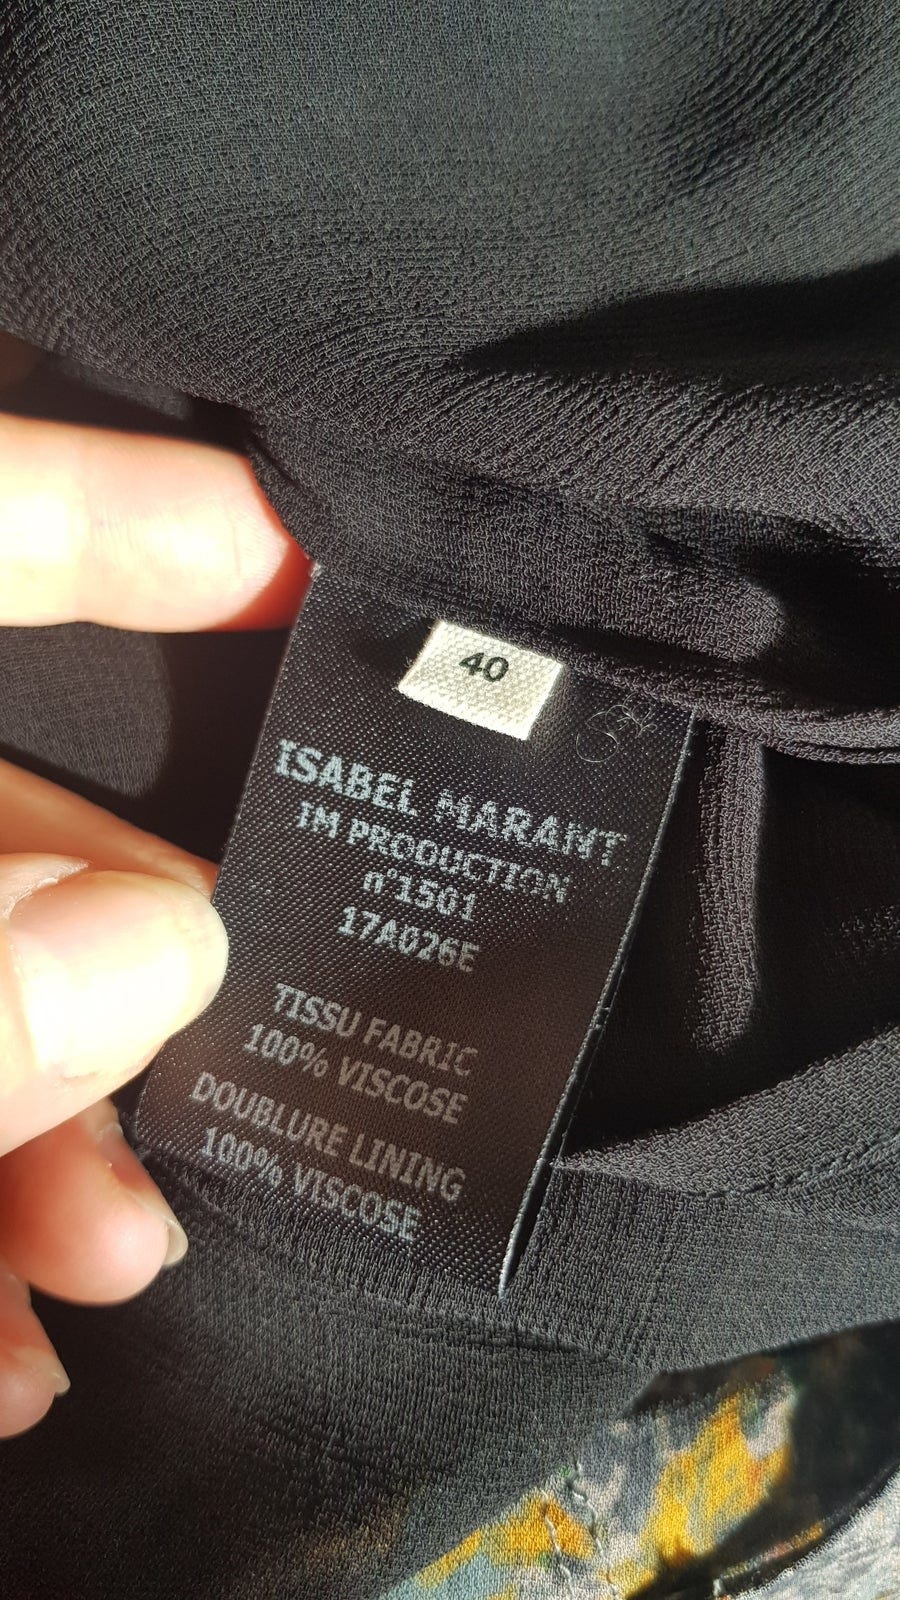 40
ISABEL MARANT
IM PRODUCTION
n°1501
17A026E
TISSU FABRIC
100% VISCOSE
DOUBLURE LINING
100% VISCOSE